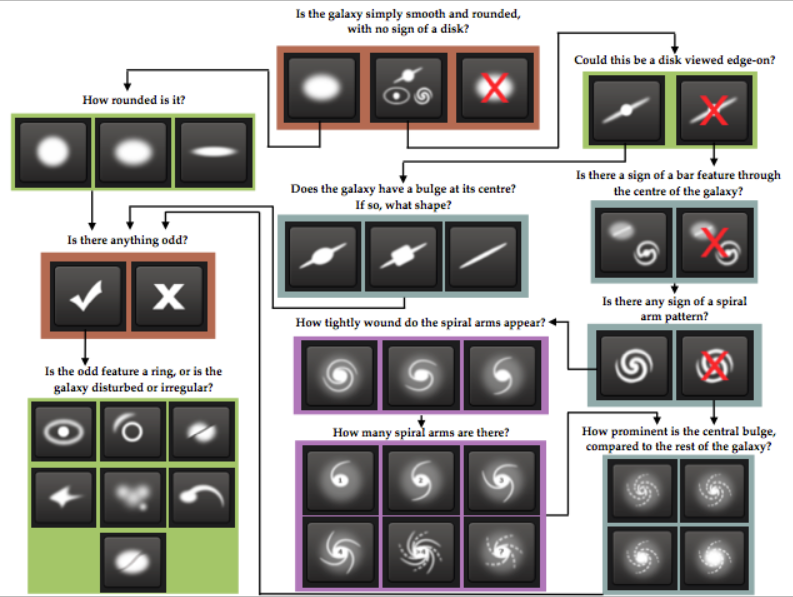 Is the galaxy simply smooth and rounded,
with no sign of a disk?
Could this be a disk viewed edge-on?
How rounded is it?
Is there a sign of a bar feature through
the centre of the galaxy?
Does the galaxy have a bulge at its centre?
If so, what shape?
Is there anything odd?
Is there any sign of a spiral
arm pattern?
How tightly wound do the spiral arms appear?
Is the odd feature a ring, or is the
galaxy disturbed or irregular?
How many spiral arms are there?
How prominent is the central bulge,
compared to the rest of the galaxy?
1 2 3
4 ?